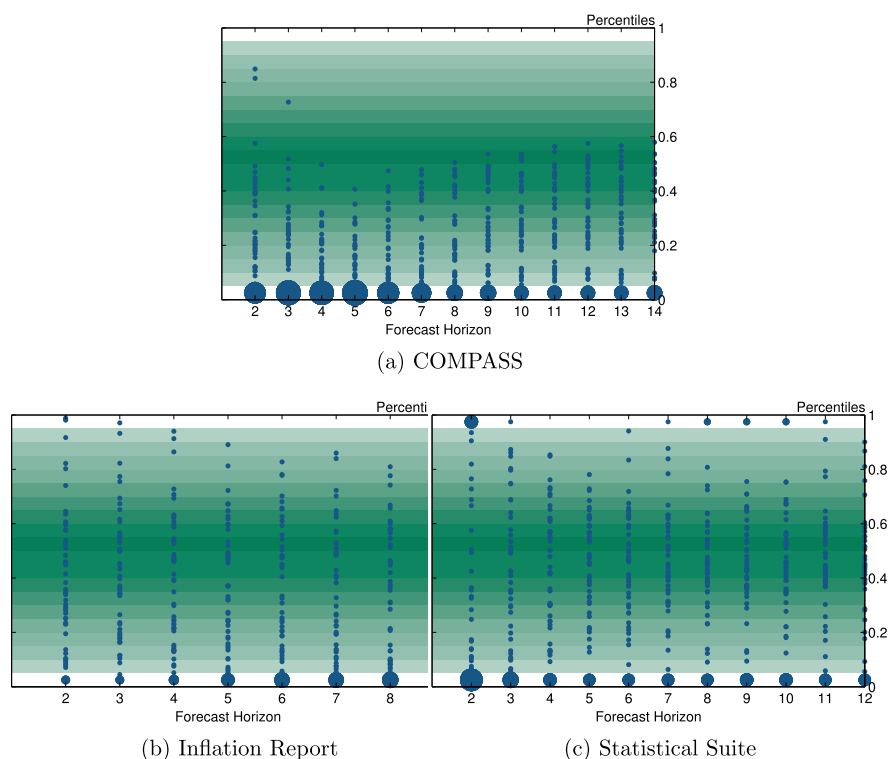 Percentiles
1
0.8
0.6
0.4
0.2
0
2 3 4 5 6 7 8 9 10 11 12 13 14
Forecast Horizon
(a) COMPASS
Percenti
2 3 4 5 6 7 8
Forecast Horizon
(b) Inflation Report
Percentiles
1
0.8
0.6
0.4
0.2
0
2 3 4 5 6 7 8 9 10 11 12
Forecast Horizon
(c) Statistical Suite